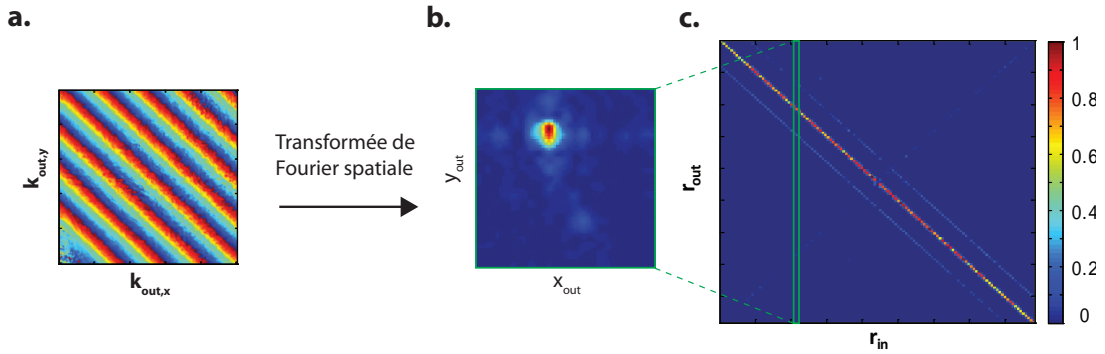 a.
k_out,y
k_out,x
Transformée de
Fourier spatiale
b.
y_out
x_out
c.
r_out
r_in
1
0.8
0.6
0.4
0.2
0